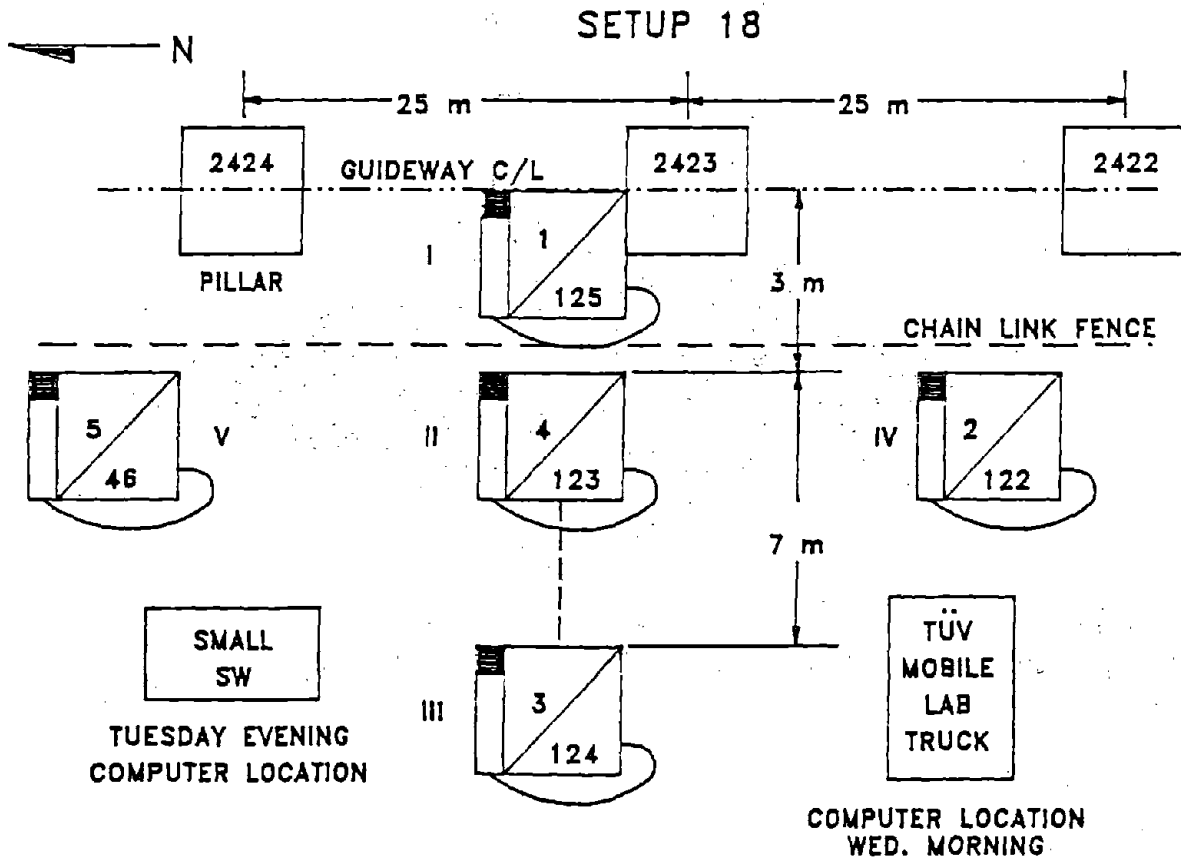 SETUP 18
N
25 m
25 m
2424
GUIDEWAY C/L
2423
2422
I
1
125
PILLAR
3 m
CHAIN LINK FENCE
5
46
V
II
4
123
IV
2
122
7 m
SMALL
SW
TUESDAY EVENING
COMPUTER LOCATION
III
3
124
TÜV
MOBILE
LAB
TRUCK
COMPUTER LOCATION
WED. MORNING